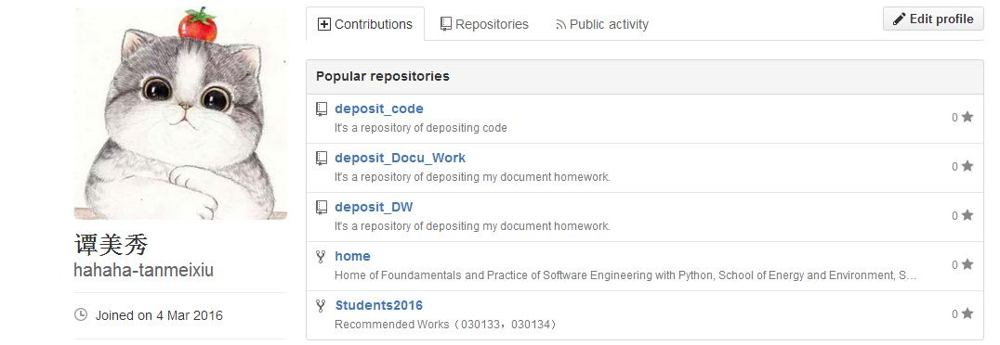 Contributions
Repositories
Public activity
Edit profile
Popular repositories
deposit_code
It's a repository of depositing code
0
deposit_Docu_Work
It's a repository of depositing my document homework.
0
deposit_DW
It's a repository of depositing my document homework.
0
home
Home of Foundamentals and Practice of Software Engineering with Python, School of Energy and Environment, S...
0
Students2016
Recommended Works（030133，030134）
0
谭美秀
hahaha-tanmeixiu
Joined on 4 Mar 2016